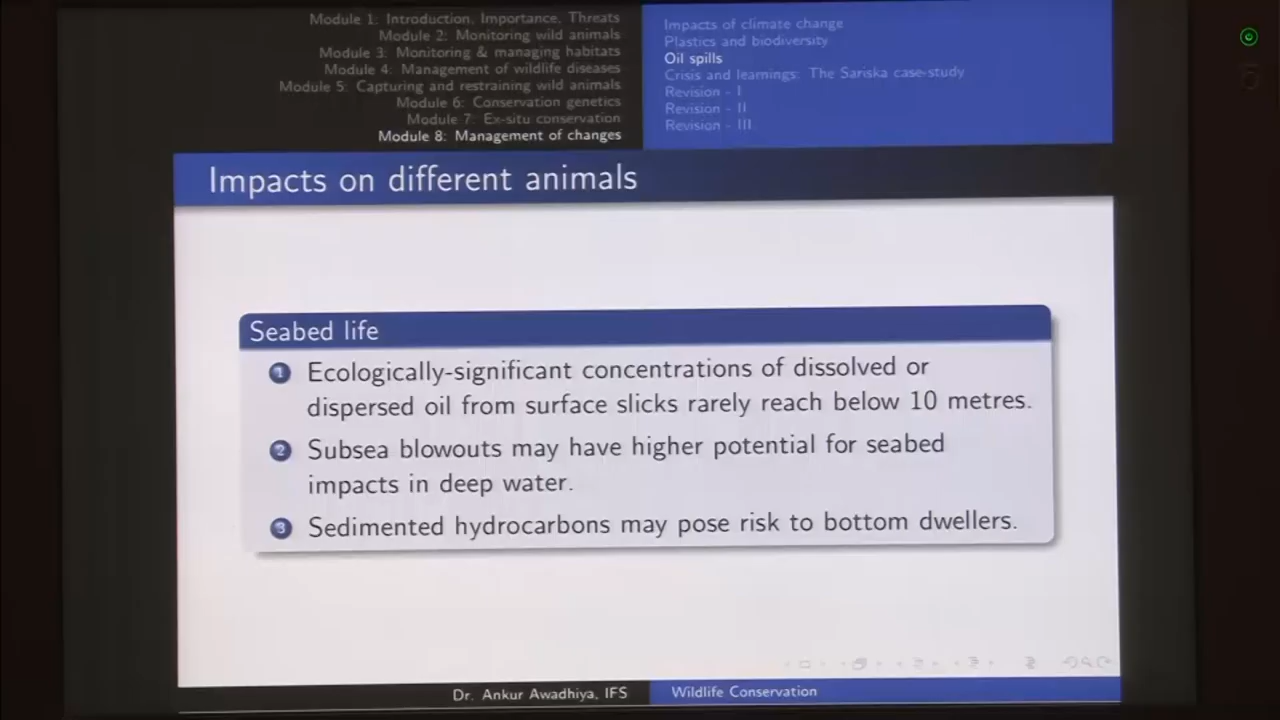 Module 1: Introduction, Importance, Threats
Module 2: Monitoring wild animals
Module 3: Monitoring & managing habitats
Module 4: Management of wildlife diseases
Module 5: Capturing and restraining wild animals
Module 6: Conservation genetics
Module 7: Ex-situ conservation
Module 8: Management of changes
Impacts of climate change
Plastics and biodiversity
Oil spills
Crisis and learnings: The Sariska case-study
Revision - I
Revision - II
Revision - III
Impacts on different animals
Seabed life
1 Ecologically-significant concentrations of dissolved or
dispersed oil from surface slicks rarely reach below 10 metres.
2 Subsea blowouts may have higher potential for seabed
impacts in deep water.
3 Sedimented hydrocarbons may pose risk to bottom dwellers.
Dr. Ankur Awadhiya, IFS
Wildlife Conservation